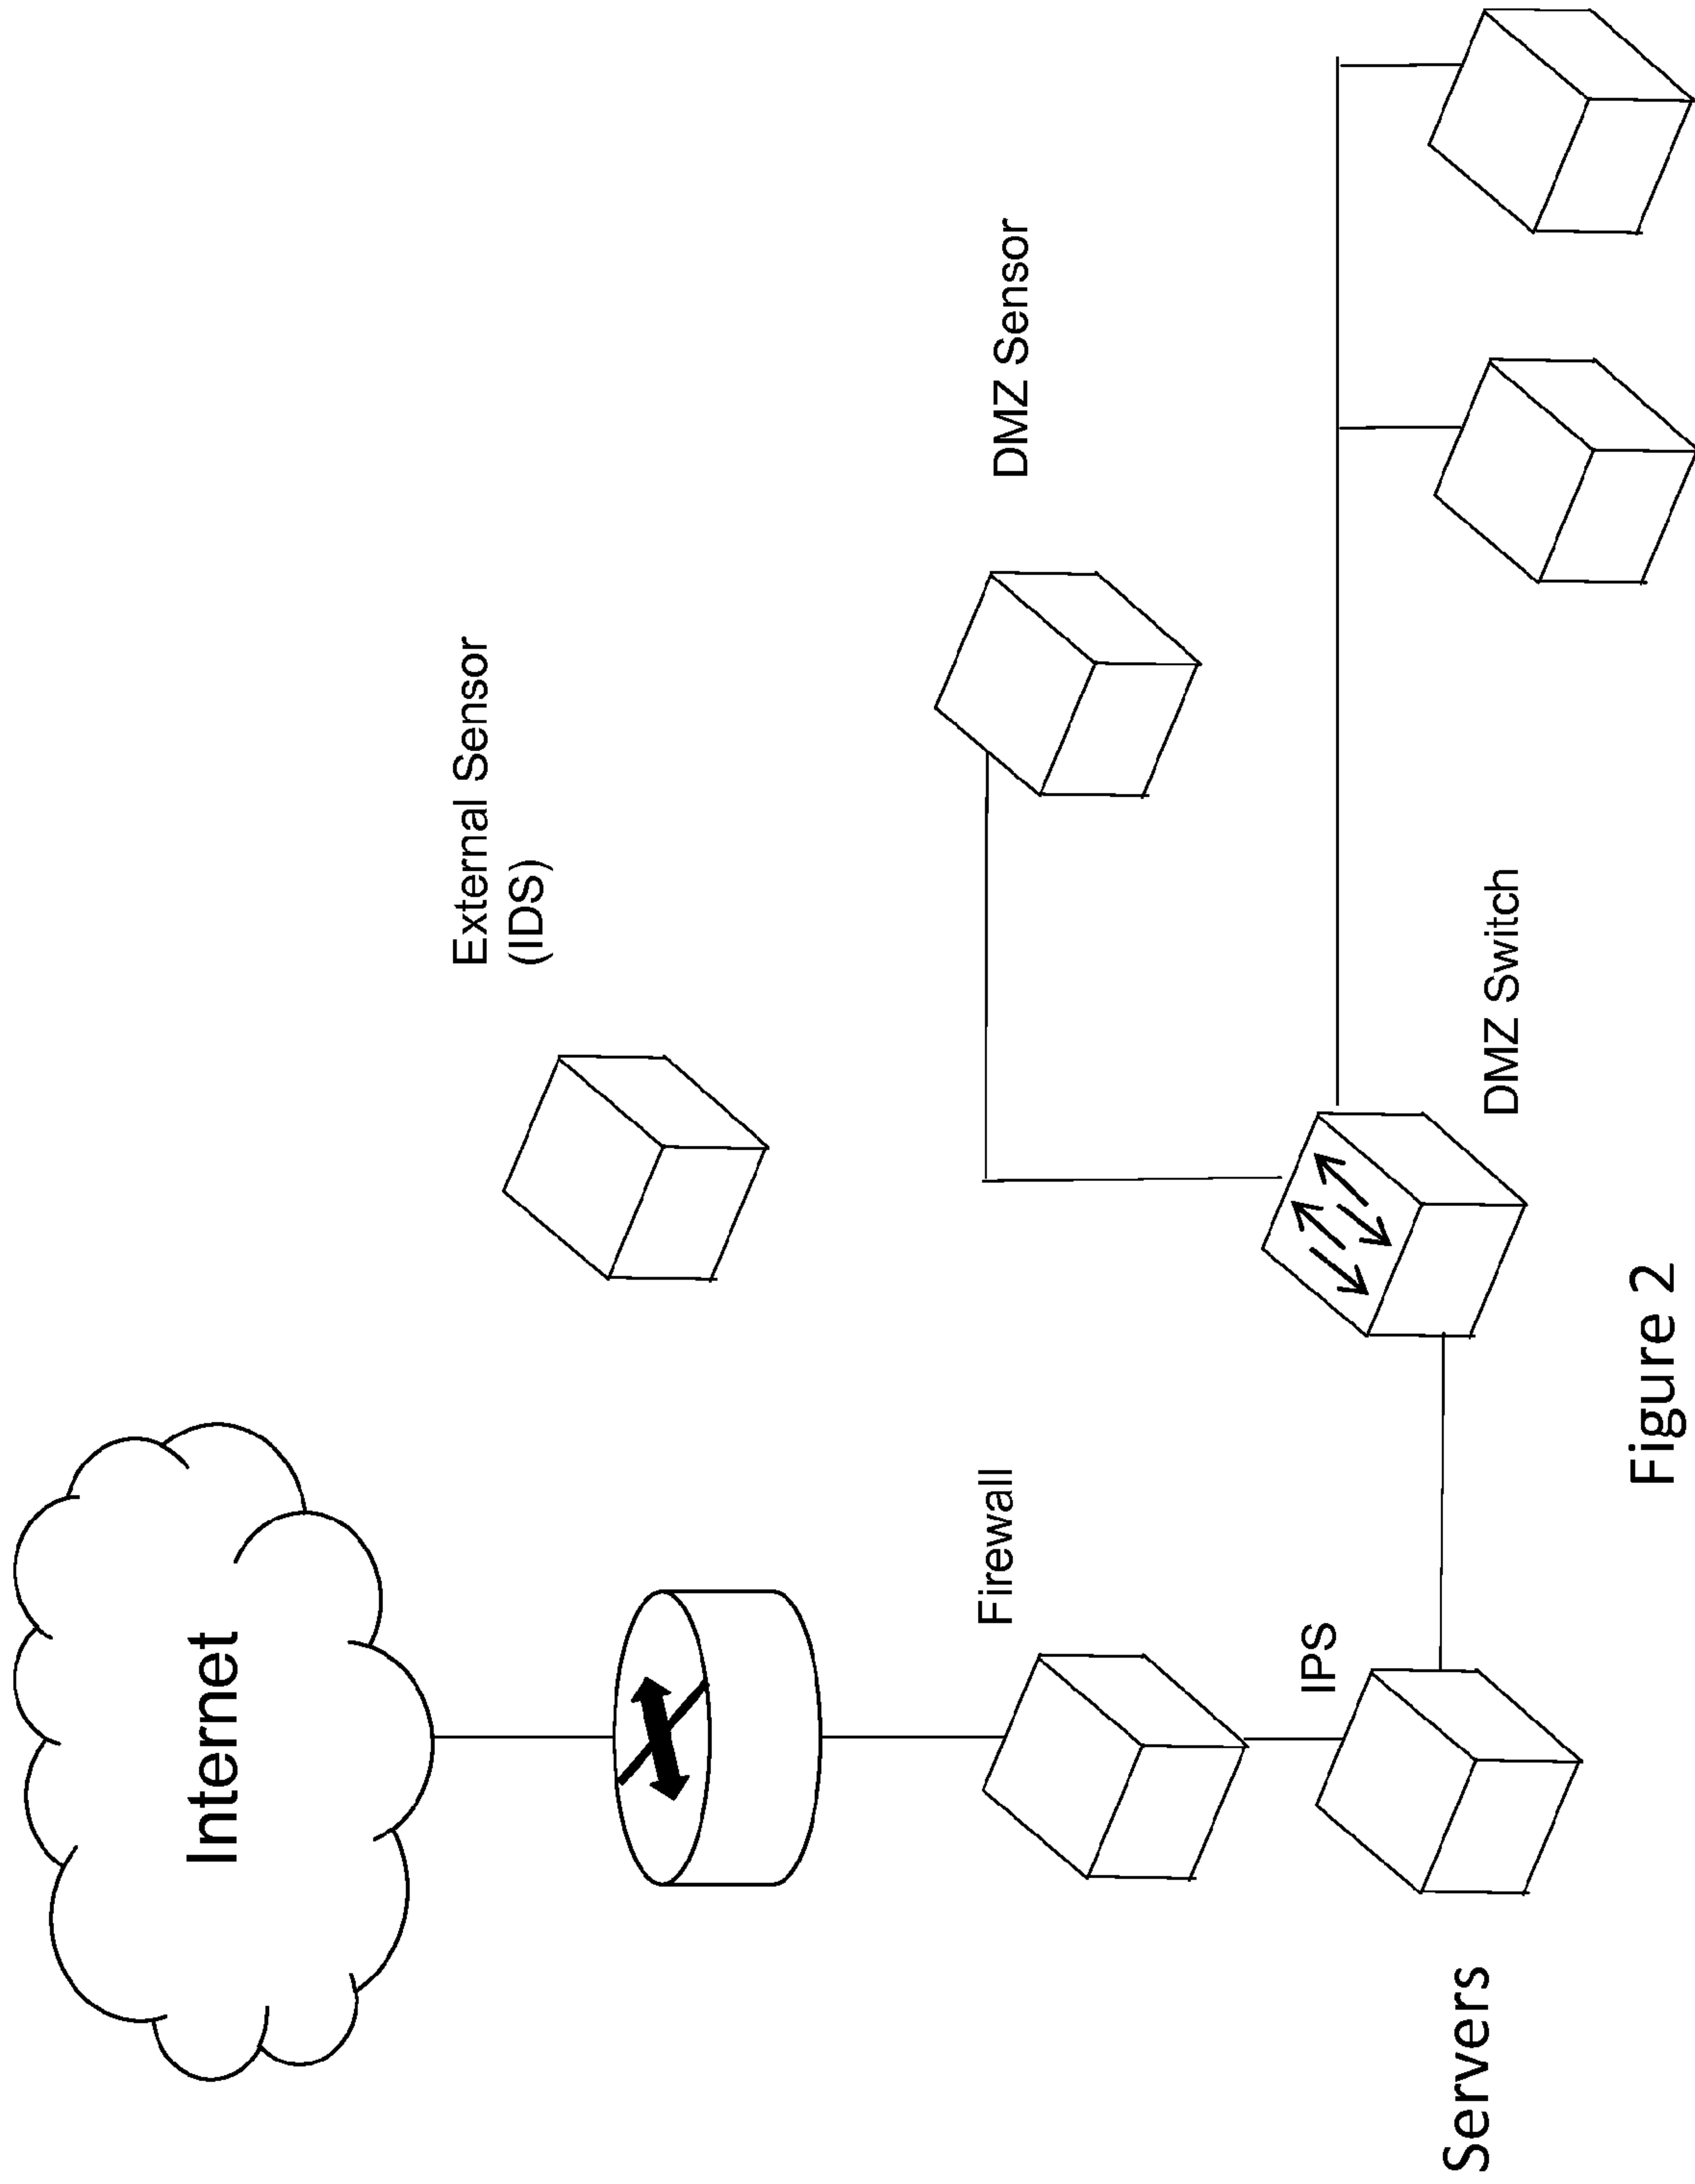 Internet
External Sensor
(IDS)
Firewall
DMZ Sensor
IPS
DMZ Switch
Servers
Figure 2